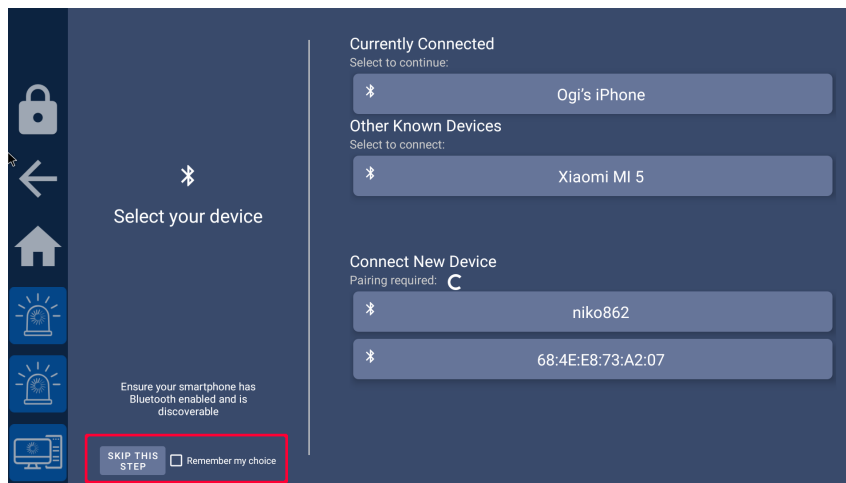 Currently Connected
Select to continue:
Ogi's iPhone
Other Known Devices
Select to connect:
Xiaomi MI 5
Select your device
Connect New Device
Pairing required:
niko862
68:4E:E8:73:A2:07
Ensure your smartphone has
Bluetooth enabled and is
discoverable
SKIP THIS
STEP
Remember my choice